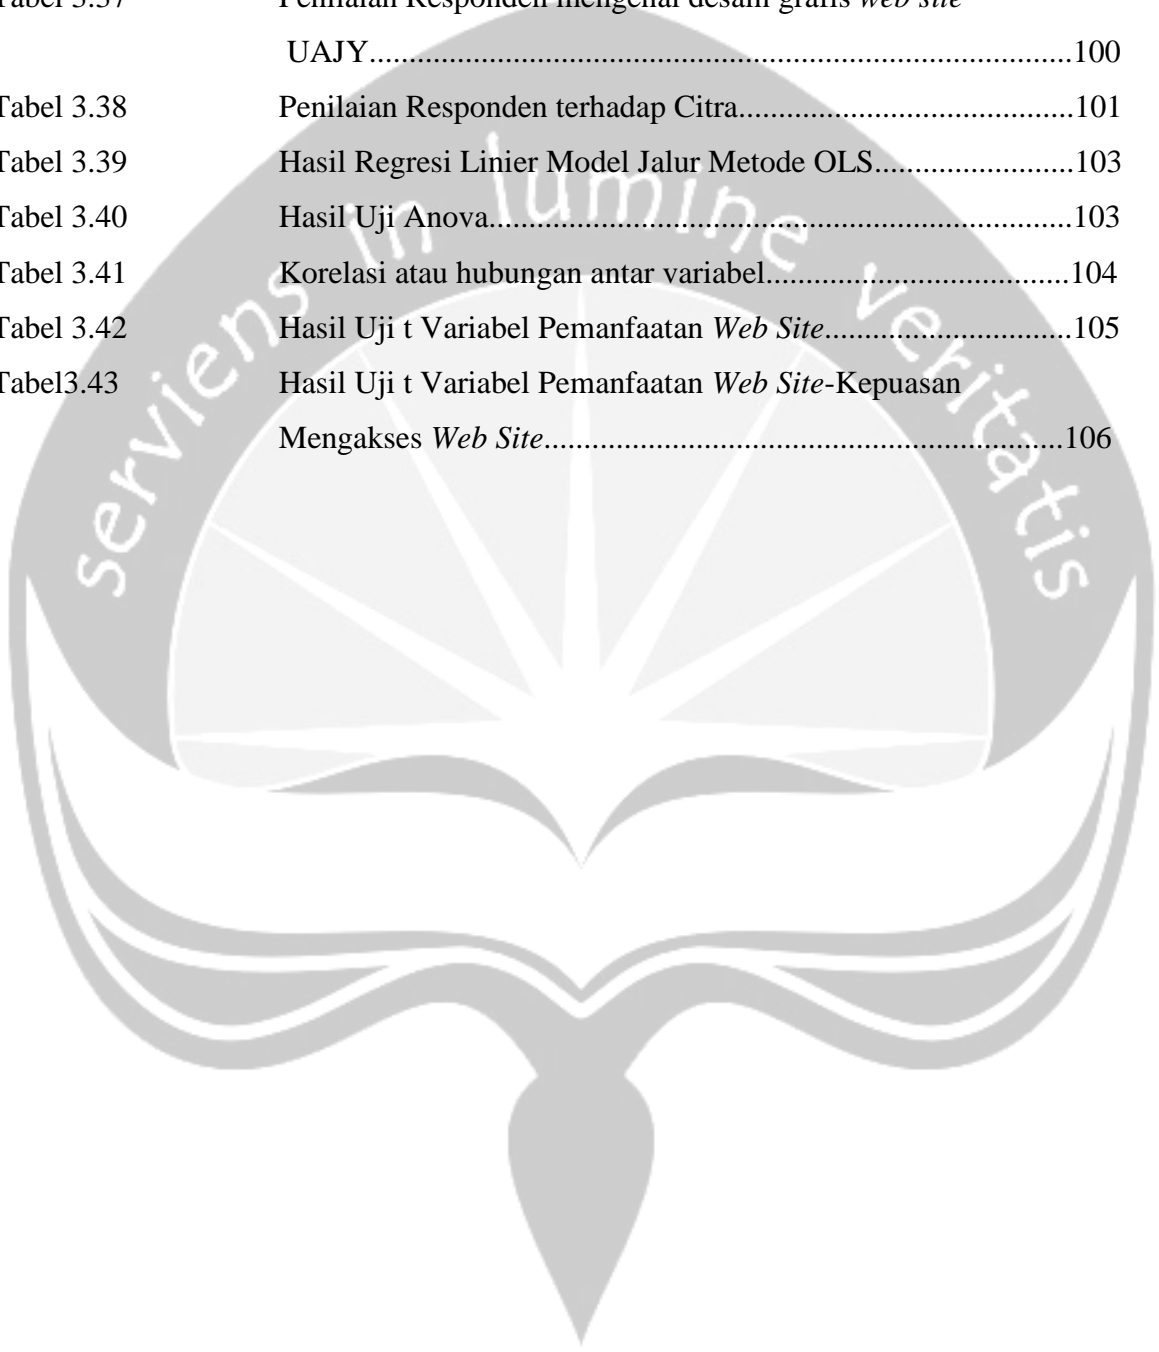 Tabel 3.37 Penilaian Responden mengenai desain grafis web site
UAJY..........................................................................100
Tabel 3.38 Penilaian Responden terhadap Citra...................................101
Tabel 3.39 Hasil Regresi Linier Model Jalur Metode OLS.....................103
Tabel 3.40 Hasil Uji Anova.............................................................103
Tabel 3.41 Korelasi atau hubungan antar variabel................................104
Tabel 3.42 Hasil Uji t Variabel Pemanfaatan Web Site..........................105
Tabel3.43 Hasil Uji t Variabel Pemanfaatan Web Site-Kepuasan
Mengakses Web Site......................................................106
serviens in lumine veritatis